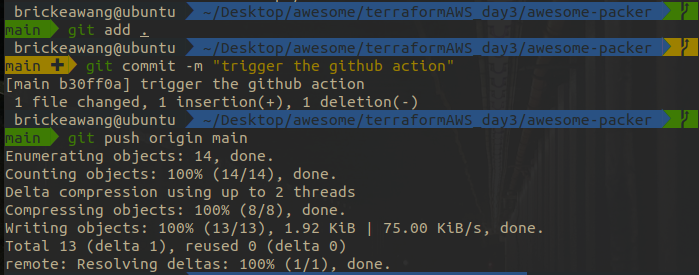 brickeawang@ubuntu ~/Desktop/awesome/terraformAWS_day3/awesome-packer
main git add .
brickeawang@ubuntu ~/Desktop/awesome/terraformAWS_day3/awesome-packer
main + git commit -m "trigger the github action"
[main b30ff0a] trigger the github action
1 file changed, 1 insertion(+), 1 deletion(-)
brickeawang@ubuntu ~/Desktop/awesome/terraformAWS_day3/awesome-packer
main git push origin main
Enumerating objects: 14, done.
Counting objects: 100% (14/14), done.
Delta compression using up to 2 threads
Compressing objects: 100% (8/8), done.
Writing objects: 100% (13/13), 1.92 KiB | 75.00 KiB/s, done.
Total 13 (delta 1), reused 0 (delta 0)
remote: Resolving deltas: 100% (1/1), done.